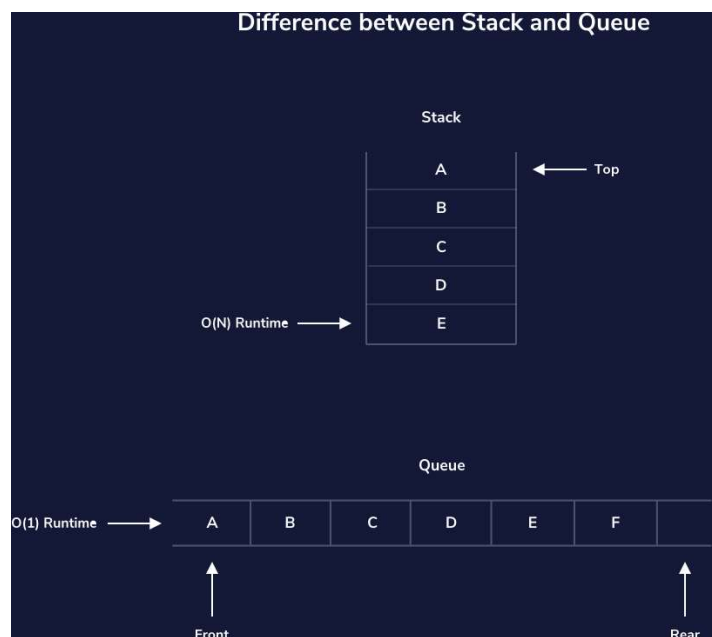 Difference between Stack and Queue
Stack
A
Top
B
C
D
O(N) Runtime
E
Queue
O(1) Runtime
A
B
C
D
E
F
Front
Rear